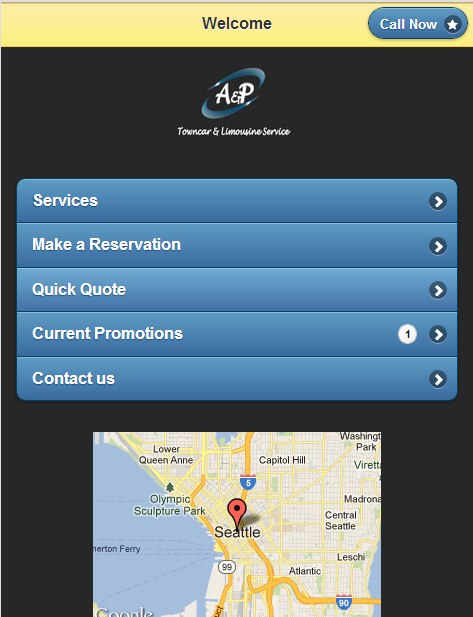 Welcome
Call Now
A&P
Towncar & Limousine Service
Services
Make a Reservation
Quick Quote
Current Promotions
1
Contact us
Washington
Park
Lower
Queen Anne
Capitol Hill
Viretta
5
Olympic
Sculpture Park
Madrona
Central
Seattle
Seattle
merton Ferry
Leschi
99
Atlantic
90
Google